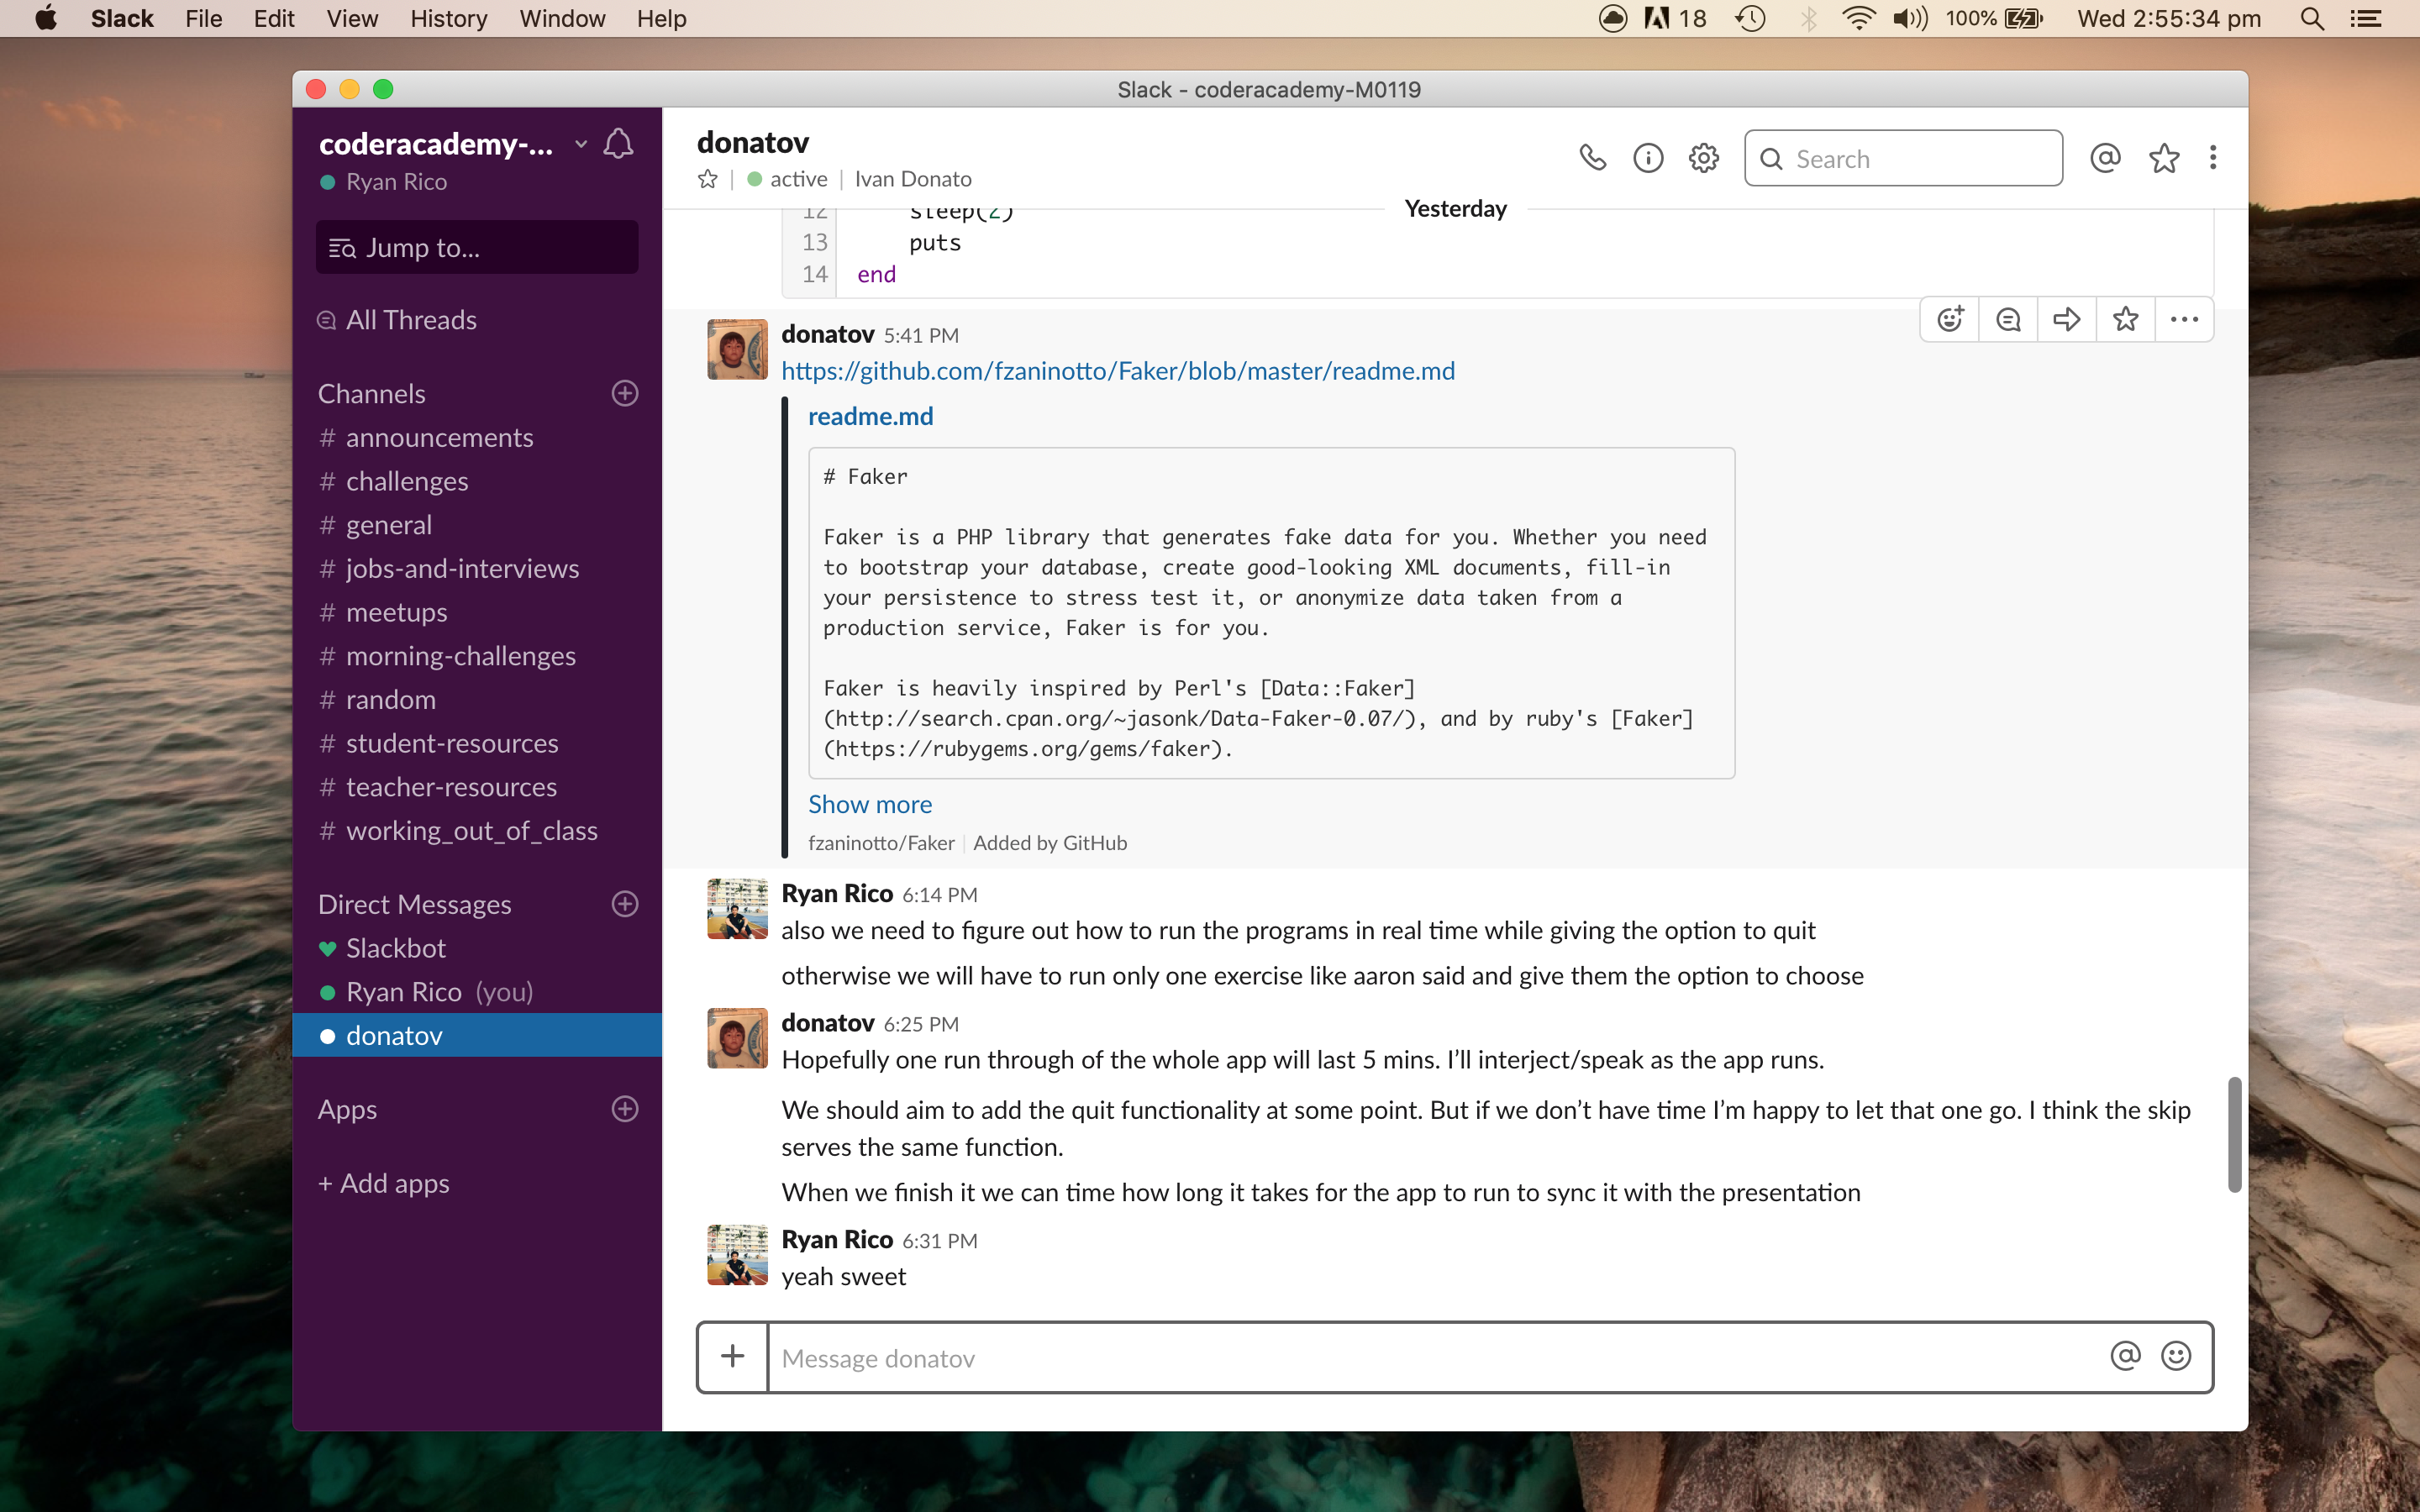 Slack File Edit View History Window Help
18 100% Wed 2:55:34 pm
Slack - coderacademy-M0119
coderacademy-...
Ryan Rico
Jump to...
All Threads
Channels
# announcements
# challenges
# general
# jobs-and-interviews
# meetups
# morning-challenges
# random
# student-resources
# teacher-resources
# working_out_of_class
Direct Messages
Slackbot
Ryan Rico (you)
donatov
Apps
+ Add apps
donatov
active | Ivan Donato
Search
Yesterday
12 sleep(2)
13 puts
14 end
donatov 5:41 PM
https://github.com/fzaninotto/Faker/blob/master/readme.md
readme.md
# Faker
Faker is a PHP library that generates fake data for you. Whether you need
to bootstrap your database, create good-looking XML documents, fill-in
your persistence to stress test it, or anonymize data taken from a
production service, Faker is for you.
Faker is heavily inspired by Perl's [Data::Faker]
(http://search.cpan.org/~jasonk/Data-Faker-0.07/), and by ruby's [Faker]
(https://rubygems.org/gems/faker).
Show more
fzaninotto/Faker | Added by GitHub
Ryan Rico 6:14 PM
also we need to figure out how to run the programs in real time while giving the option to quit
otherwise we will have to run only one exercise like aaron said and give them the option to choose
donatov 6:25 PM
Hopefully one run through of the whole app will last 5 mins. I’ll interject/speak as the app runs.
We should aim to add the quit functionality at some point. But if we don’t have time I’m happy to let that one go. I think the skip
serves the same function.
When we finish it we can time how long it takes for the app to run to sync it with the presentation
Ryan Rico 6:31 PM
yeah sweet
Message donatov